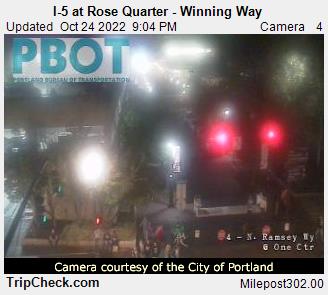 I-5 at Rose Quarter - Winning Way
Updated Oct 24 2022 9:04 PM Camera 4
PBOT
PORTLAND BUREAU OF TRANSPORTATION
4 - N. Ramsey Wy
@ One Ctr
Camera courtesy of the City of Portland
TripCheck.com Milepost302.00